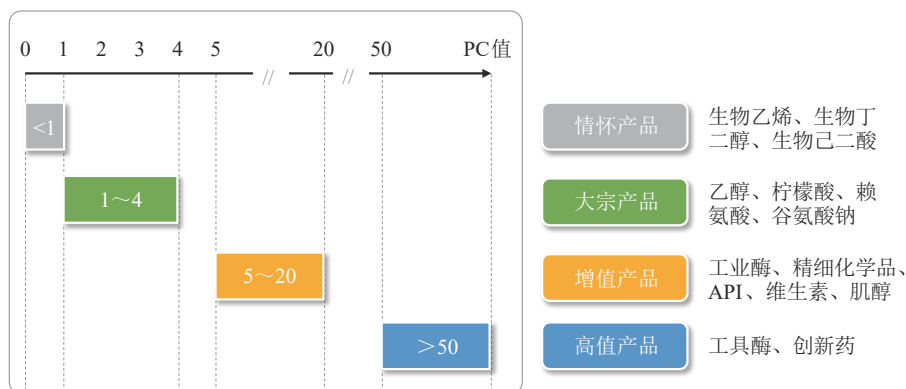 0 1 2 3 4 5 20 50 PC值
// //
<1
情怀产品
生物乙烯、生物丁
二醇、生物己二酸
1～4
大宗产品
乙醇、柠檬酸、赖
氨酸、谷氨酸钠
5～20
增值产品
工业酶、精细化学品、
API、维生素、肌醇
＞50
高值产品
工具酶、创新药